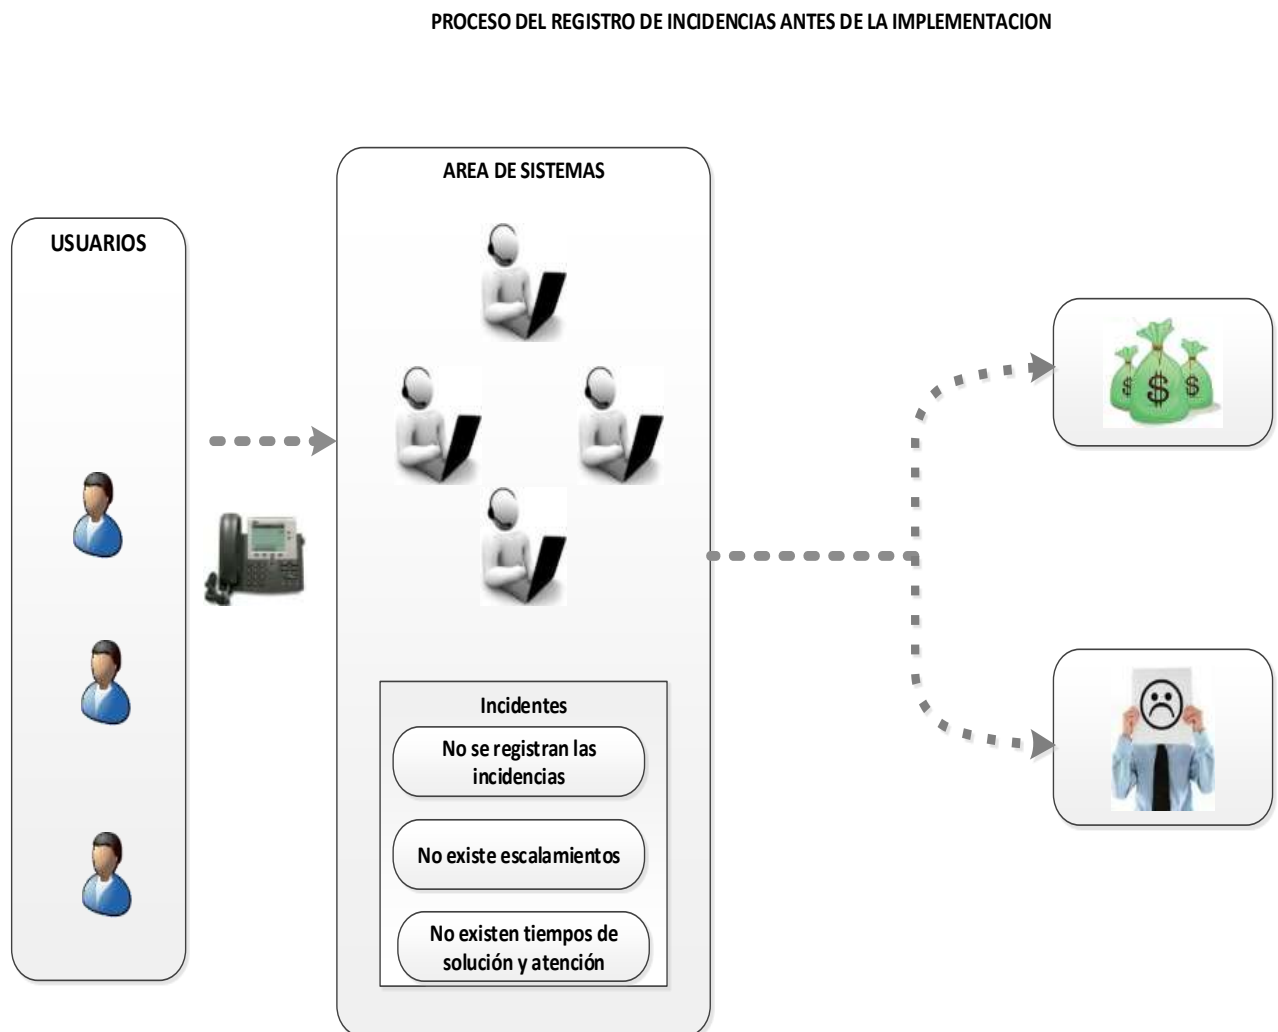 PROCESO DEL REGISTRO DE INCIDENCIAS ANTES DE LA IMPLEMENTACION
USUARIOS
AREA DE SISTEMAS
Incidentes
No se registran las
incidencias
No existe escalamientos
No existen tiempos de
solución y atención
$ $ $